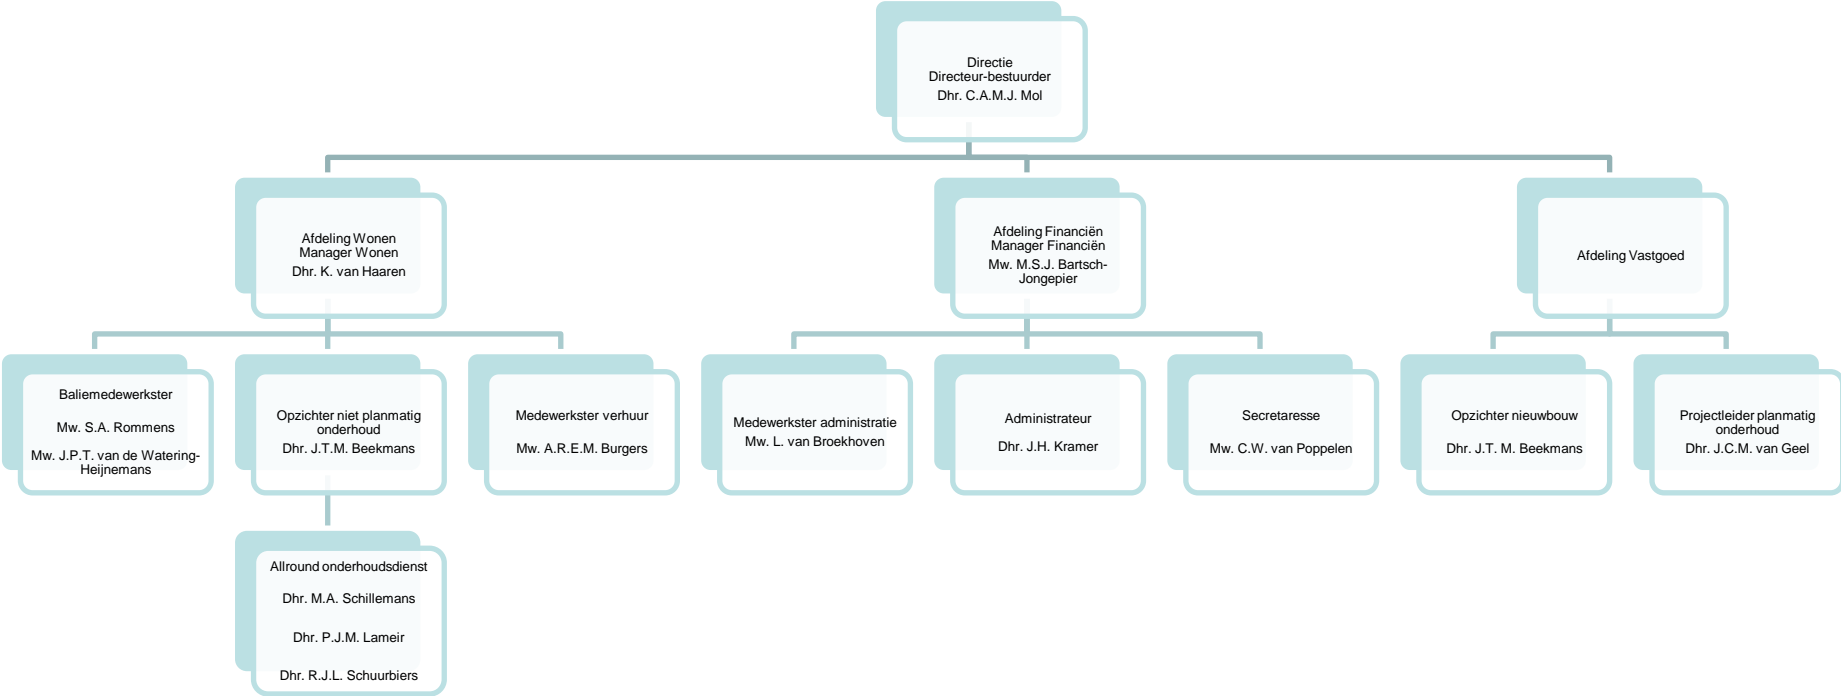 Directie
Directeur-bestuurder
Dhr. C.A.M.J. Mol
Afdeling Wonen
Manager Wonen
Dhr. K. van Haaren
Afdeling Financiën
Manager Financiën
Mw. M.S.J. Bartsch-
Jongepier
Afdeling Vastgoed
Baliemedewerkster
Mw. S.A. Rommens
Mw. J.P.T. van de Watering-
Heijnemans
Opzichter niet planmatig
onderhoud
Dhr. J.T.M. Beekmans
Medewerkster verhuur
Mw. A.R.E.M. Burgers
Medewerkster administratie
Mw. L. van Broekhoven
Administrateur
Dhr. J.H. Kramer
Secretaresse
Mw. C.W. van Poppelen
Opzichter nieuwbouw
Dhr. J.T. M. Beekmans
Projectleider planmatig
onderhoud
Dhr. J.C.M. van Geel
Allround onderhoudsdienst
Dhr. M.A. Schillemans
Dhr. P.J.M. Lameir
Dhr. R.J.L. Schuurbiers